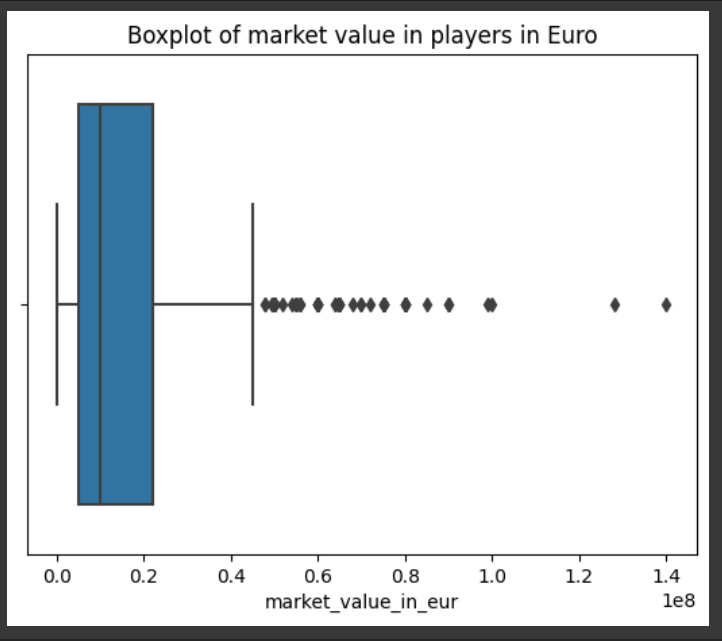 Boxplot of market value in players in Euro
0.0 0.2 0.4 0.6 0.8 1.0 1.2 1.4
1e8
market_value_in_eur